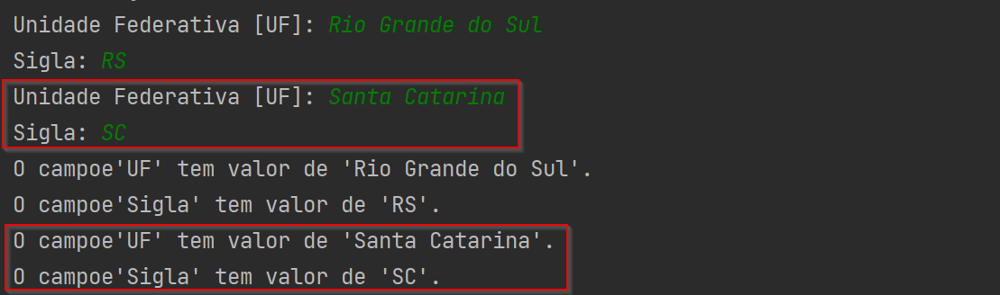 Unidade Federativa [UF]: Rio Grande do Sul
Sigla: RS
Unidade Federativa [UF]: Santa Catarina
Sigla: SC
O campoe'UF' tem valor de 'Rio Grande do Sul'.
O campoe'Sigla' tem valor de 'RS'.
O campoe'UF' tem valor de 'Santa Catarina'.
O campoe'Sigla' tem valor de 'SC'.